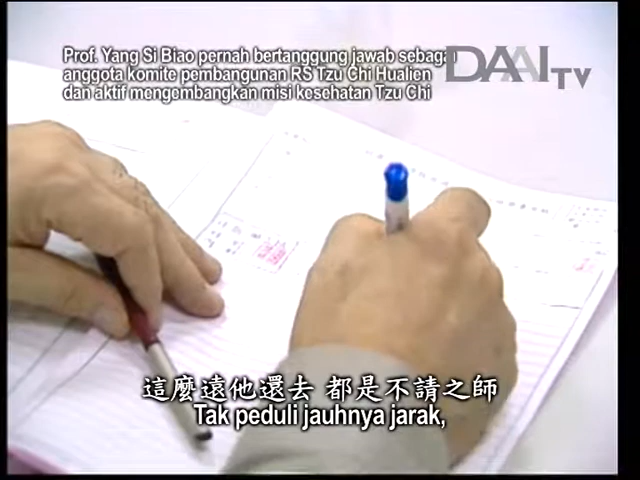 Prof. Yang Si Biao pernah bertanggung jawab sebagai
anggota komite pembangunan RS Tzu Chi Hualien
dan aktif mengembangkan misi kesehatan Tzu Chi
DAAI TV
這麼遠他還去 都是不請之師
Tak peduli jauhnya jarak,